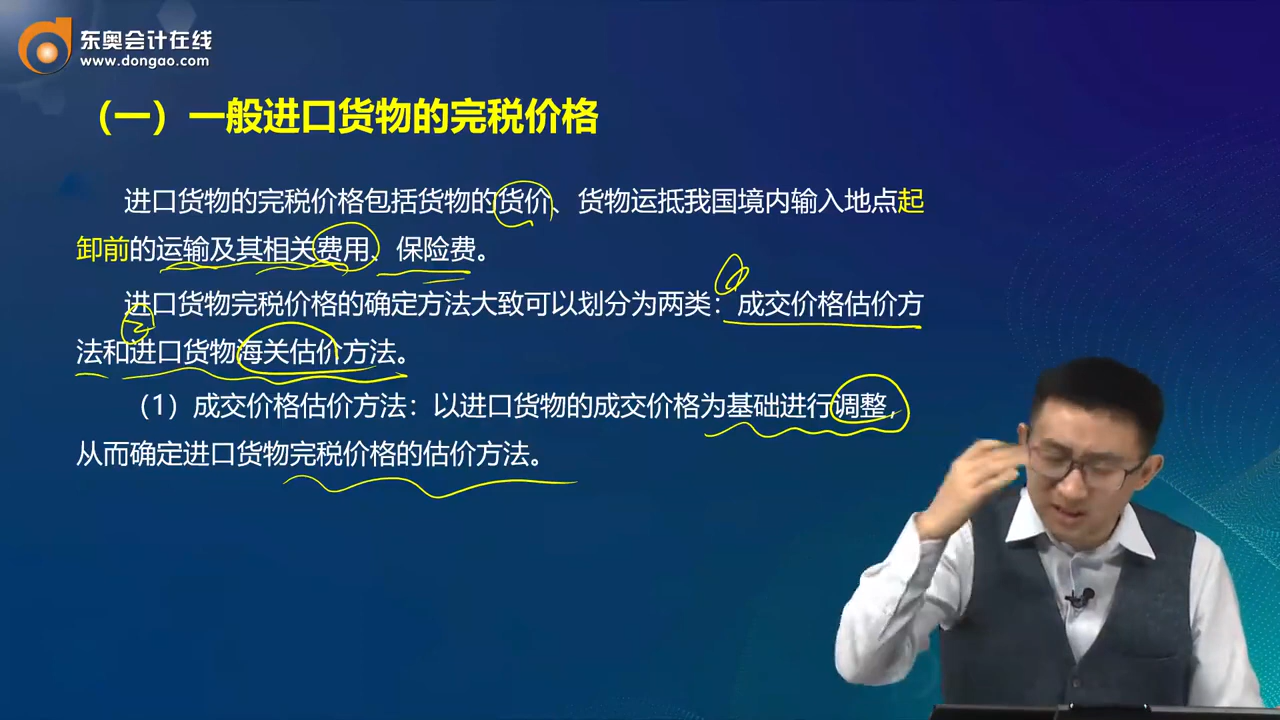 东奥会计在线
www.dongao.com
（一）一般进口货物的完税价格
进口货物的完税价格包括货物的货价、货物运抵我国境内输入地点起
卸前的运输及其相关费用、保险费。
进口货物完税价格的确定方法大致可以划分为两类：成交价格估价方
法和进口货物海关估价方法。
（1）成交价格估价方法：以进口货物的成交价格为基础进行调整，
从而确定进口货物完税价格的估价方法。